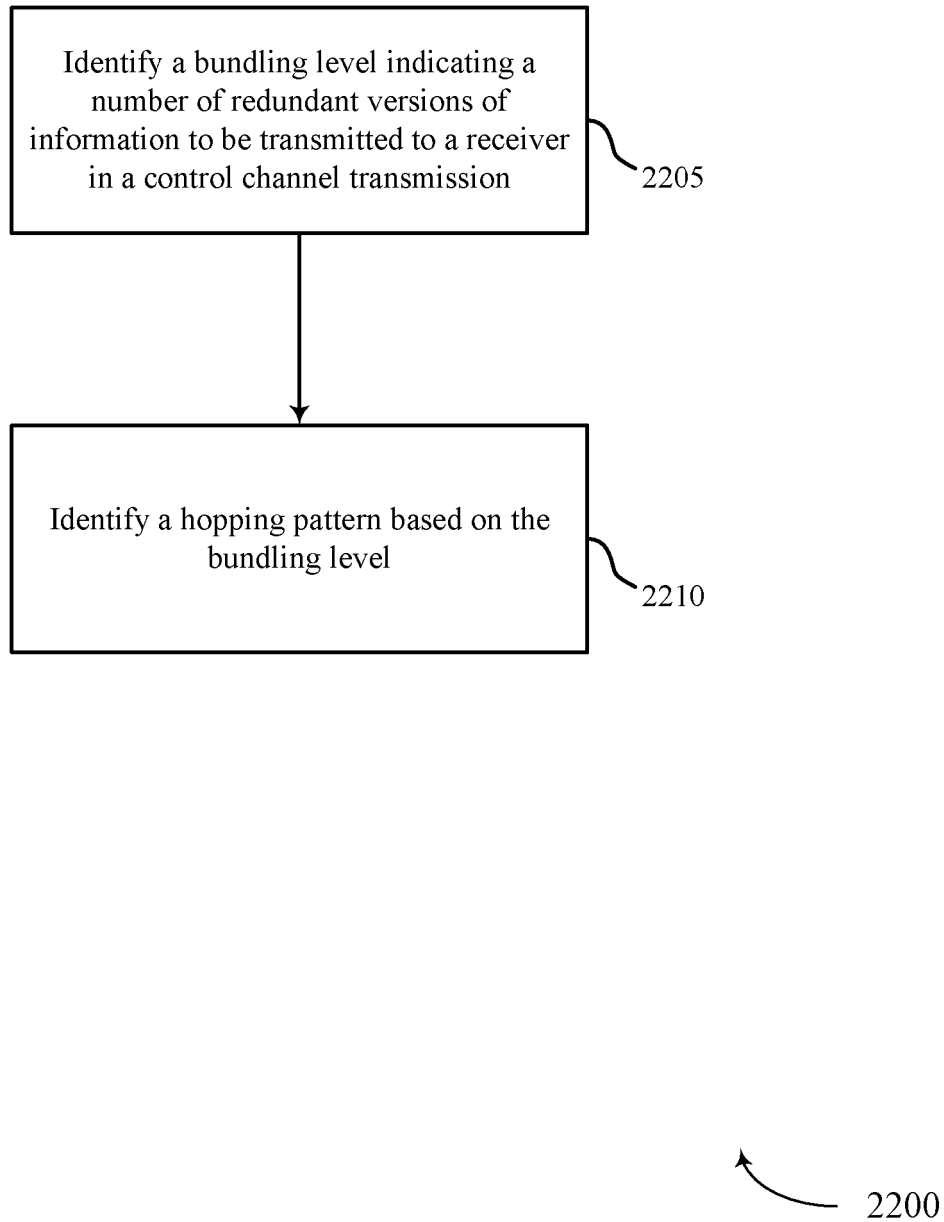 Identify a bundling level indicating a
number of redundant versions of
information to be transmitted to a receiver
in a control channel transmission
2205
Identify a hopping pattern based on the
bundling level
2210
2200